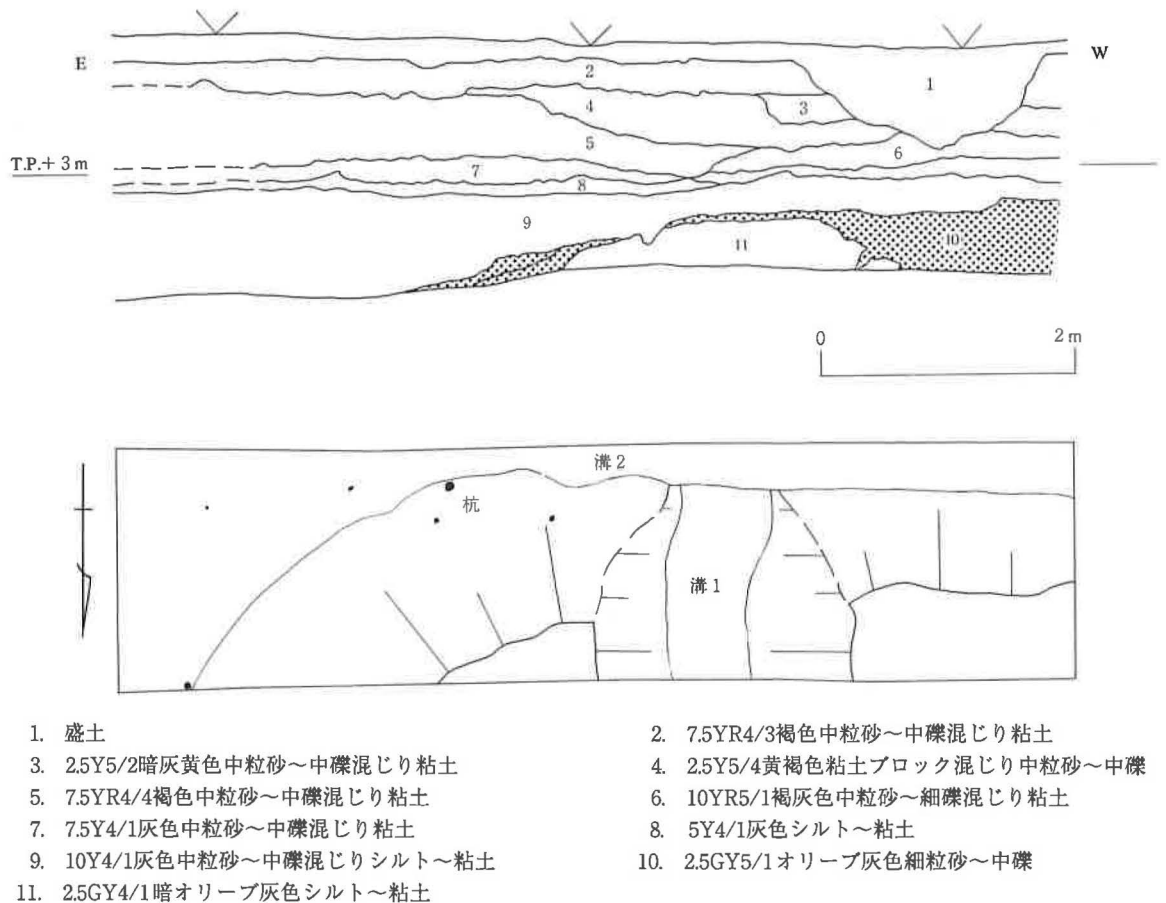 E
W
2
1
4
3
5
6
T.P.+3m
7
8
9
10
11
0
2m
溝2
杭
溝1
1. 盛土
2. 7.5YR4/3褐色中粒砂～中礫混じり粘土
3. 2.5Y5/2暗灰黄色中粒砂～中礫混じり粘土
4. 2.5Y5/4黄褐色粘土ブロック混じり中粒砂～中礫
5. 7.5YR4/4褐色中粒砂～中礫混じり粘土
6. 10YR5/1褐灰色中粒砂～細礫混じり粘土
7. 7.5Y4/1灰色中粒砂～中礫混じり粘土
8. 5Y4/1灰色シルト～粘土
9. 10Y4/1灰色中粒砂～中礫混じりシルト～粘土
10. 2.5GY5/1オリーブ灰色細粒砂～中礫
11. 2.5GY4/1暗オリーブ灰色シルト～粘土